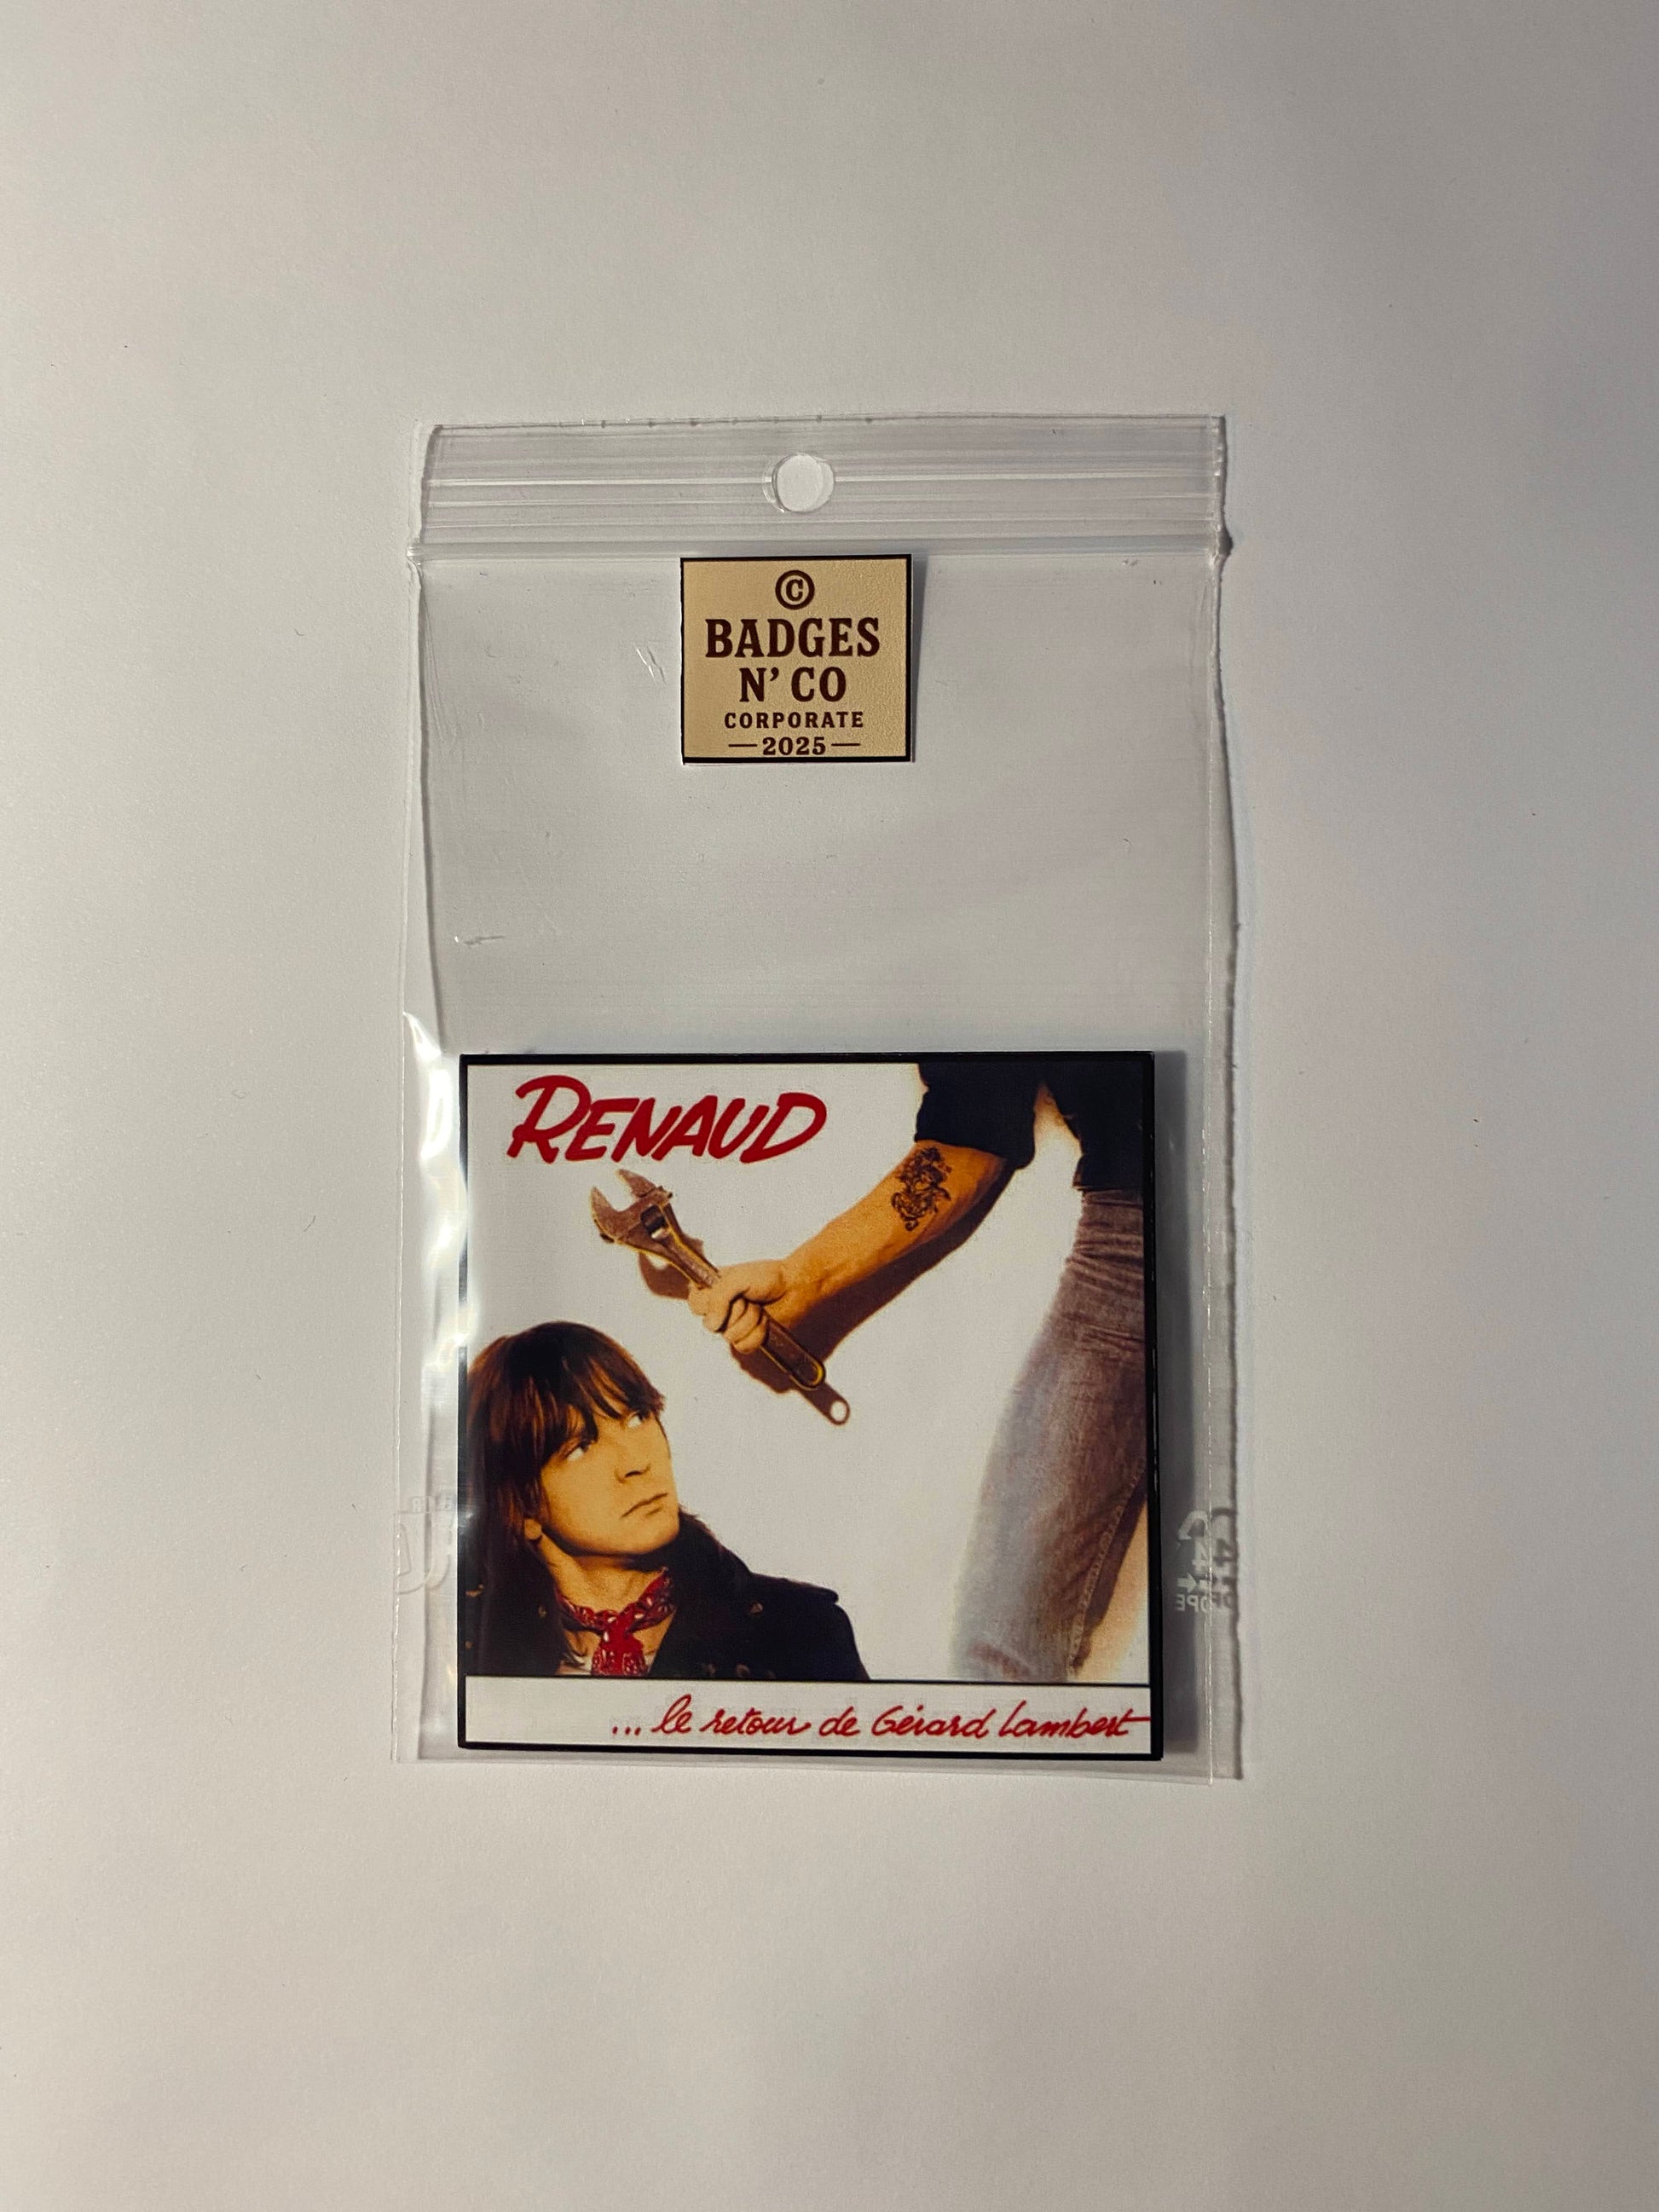 ©
BADGES
N' CO
CORPORATE
—2025—
RENAUD
... le retour de Gérard Lambert